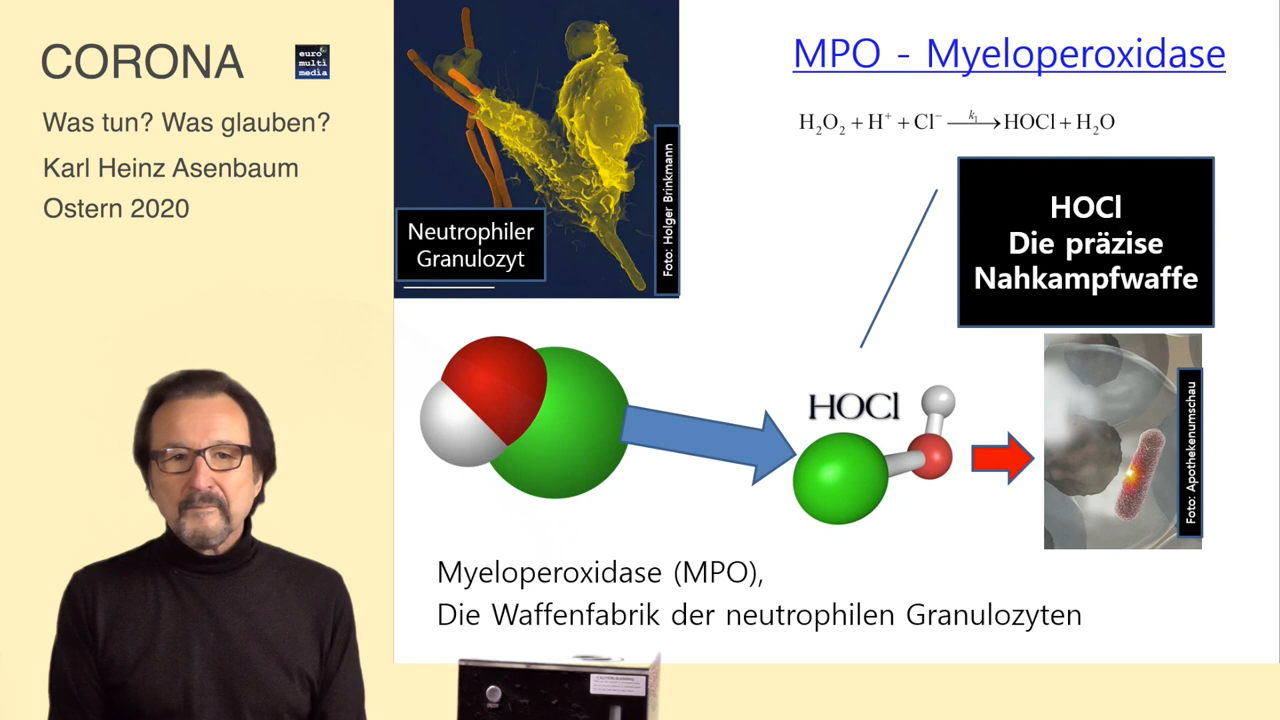 CORONA
euro
multi
media
Was tun? Was glauben?
Karl Heinz Asenbaum
Ostern 2020
Neutrophiler
Granulozyt
Foto: Holger Brinkmann
MPO - Myeloperoxidase
H₂O₂ + H⁺ + Cl⁻ —k₁→ HOCl + H₂O
HOCl
Die präzise
Nahkampfwaffe
HOCl
Foto: Apothekenumschau
Myeloperoxidase (MPO),
Die Waffenfabrik der neutrophilen Granulozyten